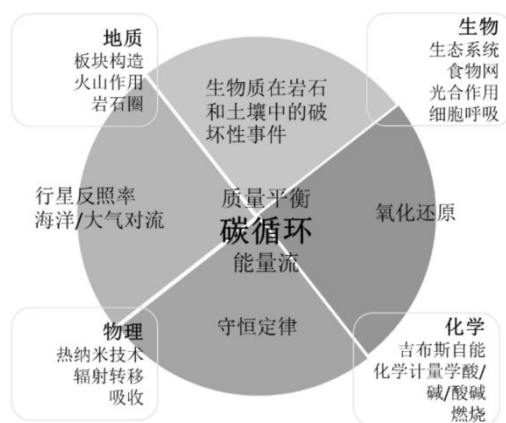 地质
板块构造
火山作用
岩石圈
生物
生态系统
食物网
光合作用
细胞呼吸
生物质在岩石
和土壤中的破
坏性事件
行星反照率
海洋/大气对流
质量平衡
碳循环
能量流
氧化还原
守恒定律
物理
热纳米技术
辐射转移
吸收
化学
吉布斯自能
化学计量学酸/
碱/酸碱
燃烧